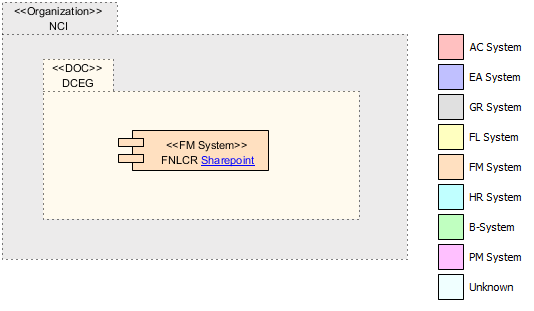 <<Organization>>
NCI
<<DOC>>
DCEG
<<FM System>>
FNLCR Sharepoint
AC System
EA System
GR System
FL System
FM System
HR System
B-System
PM System
Unknown